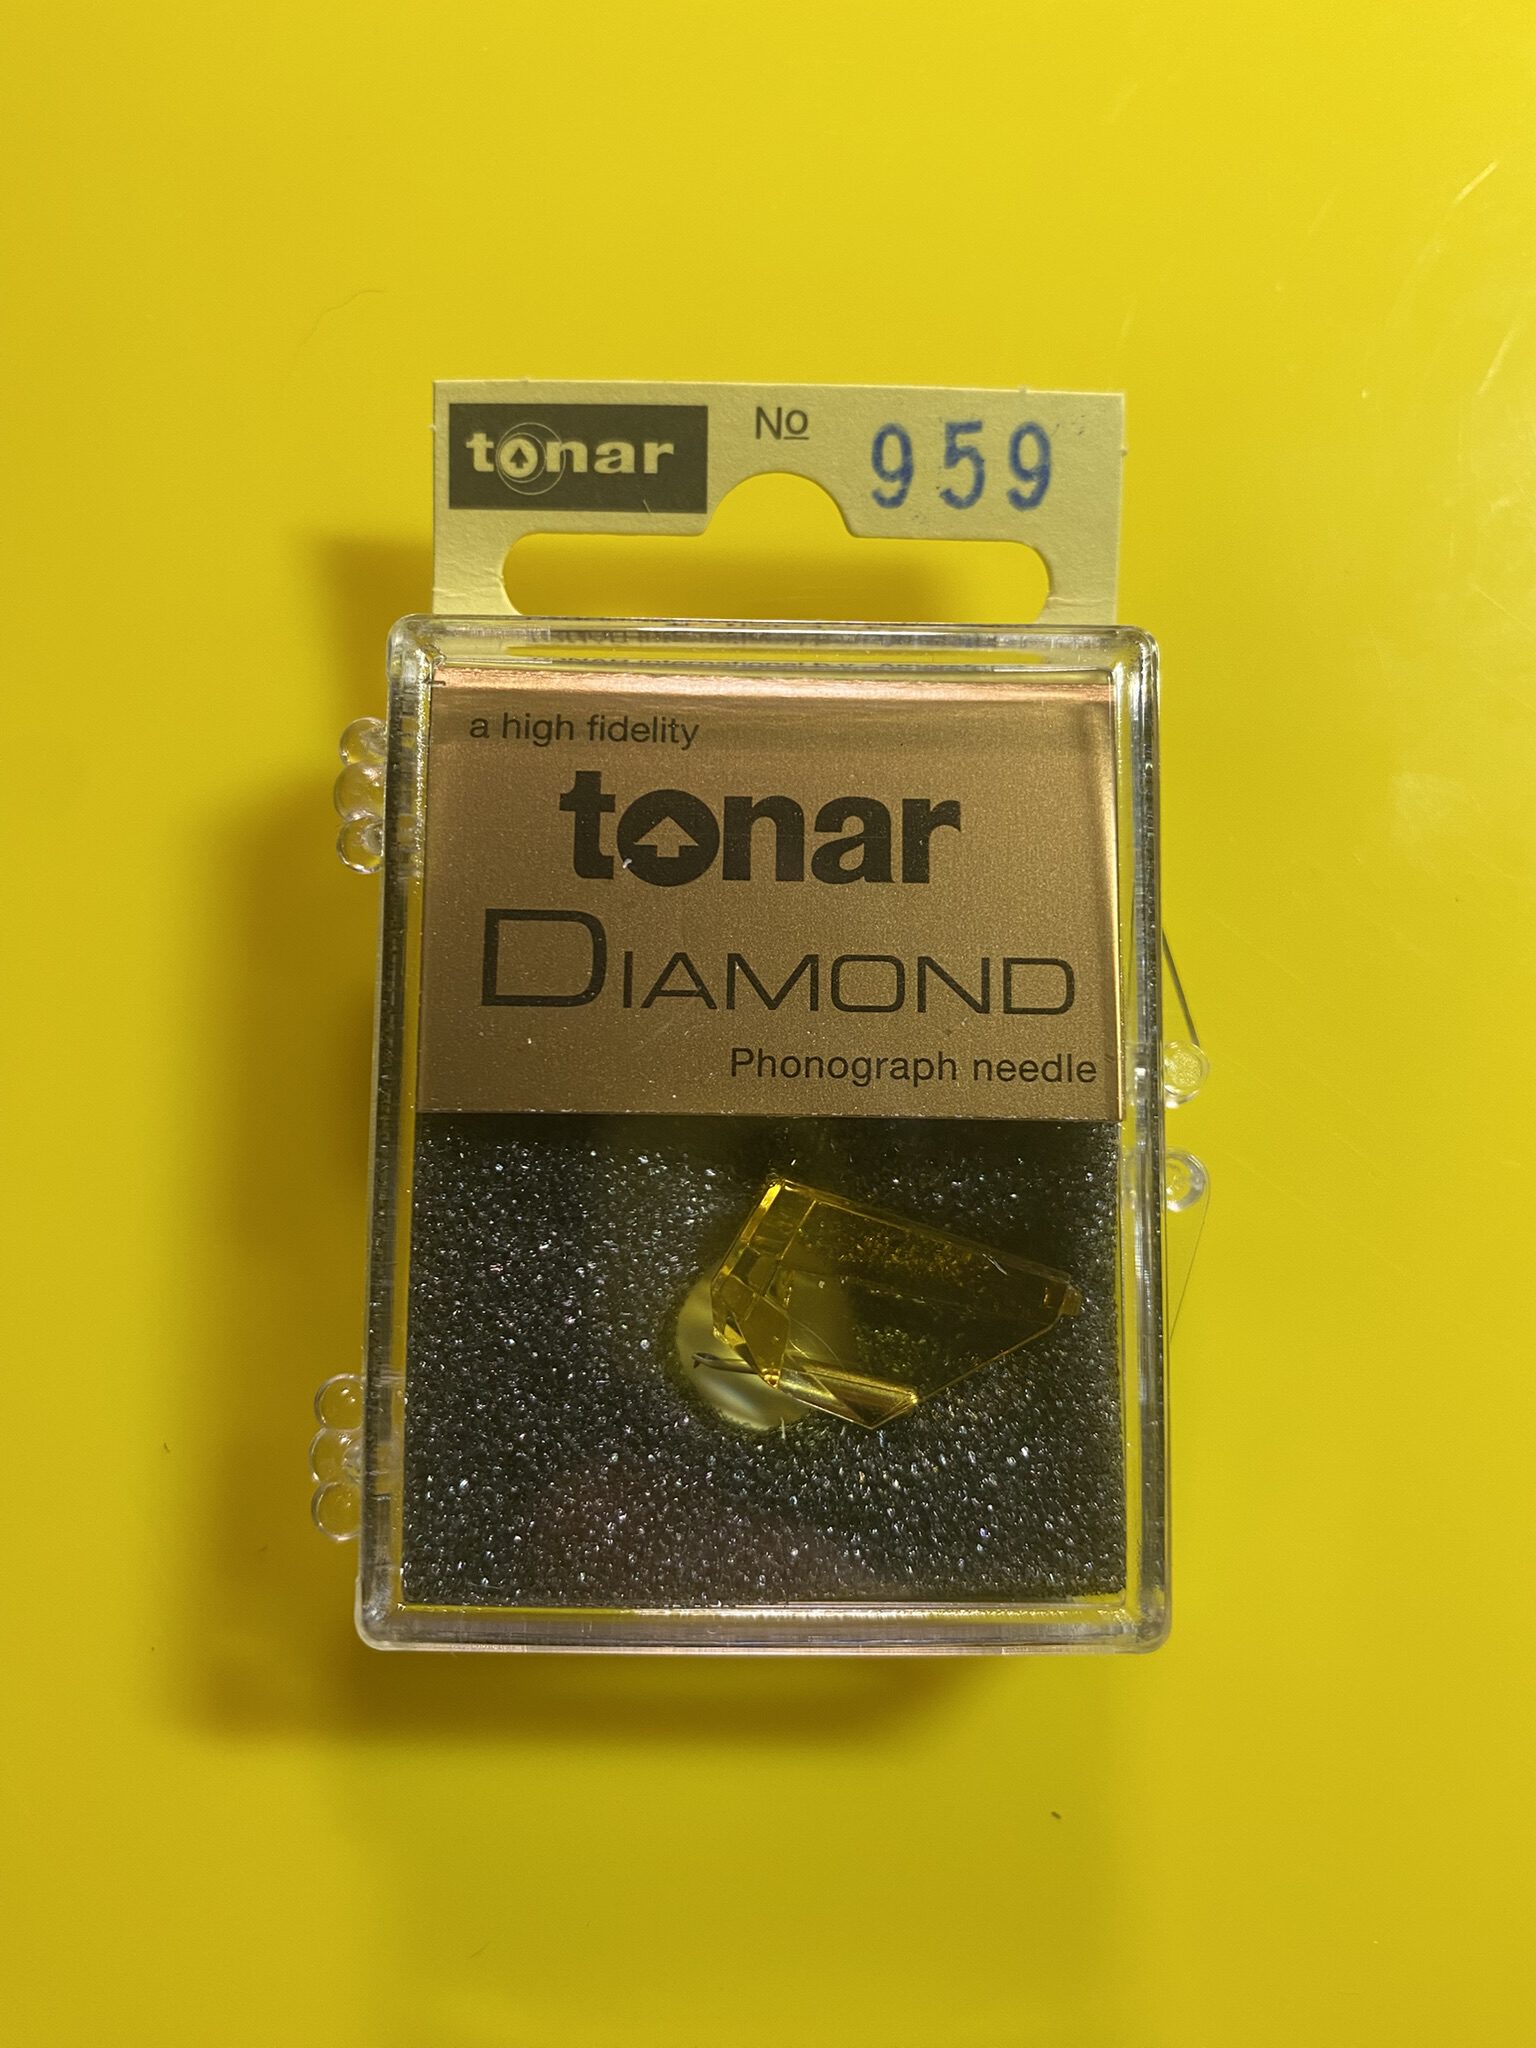 tonar
No 959
a high fidelity
tonar
DIAMOND
Phonograph needle